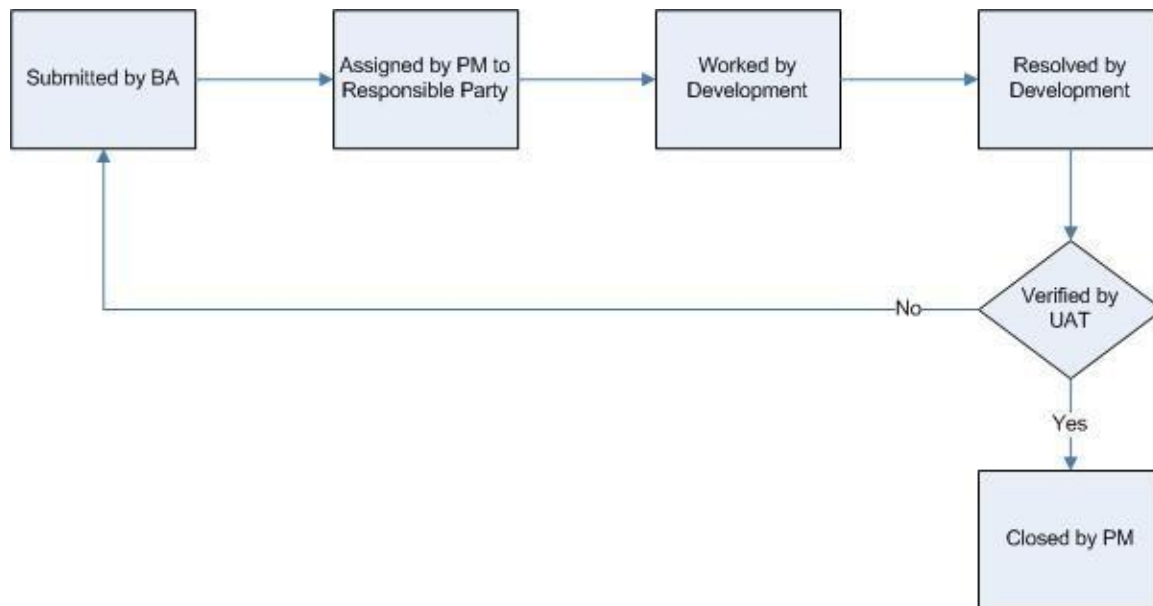 Submitted by BA
Assigned by PM to
Responsible Party
Worked by
Development
Resolved by
Development
Verified by
UAT
No
Yes
Closed by PM